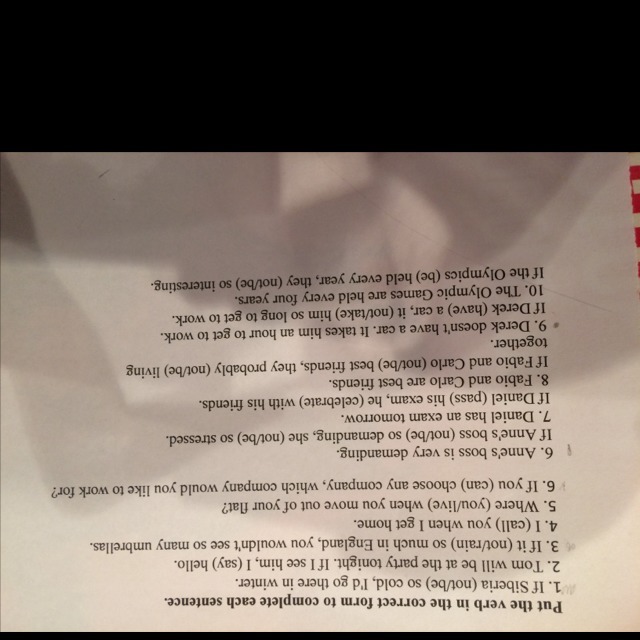 Put the verb in the correct form to complete each sentence.
1. If Siberia (not/be) so cold, I'd go there in winter.
2. Tom will be at the party tonight. If I see him, I (say) hello.
3. If it (not/rain) so much in England, you wouldn't see so many umbrellas.
4. I (call) you when I get home.
5. Where (you/live) when you move out of your flat?
6. If you (can) choose any company, which company would you like to work for?
6. Anne's boss is very demanding.
If Anne's boss (not/be) so demanding, she (not/be) so stressed.
7. Daniel has an exam tomorrow.
If Daniel (pass) his exam, he (celebrate) with his friends.
8. Fabio and Carlo are best friends.
If Fabio and Carlo (not/be) best friends, they probably (not/be) living
together.
9. Derek doesn't have a car. It takes him an hour to get to work.
If Derek (have) a car, it (not/take) him so long to get to work.
10. The Olympic Games are held every four years.
If the Olympics (be) held every year, they (not/be) so interesting.